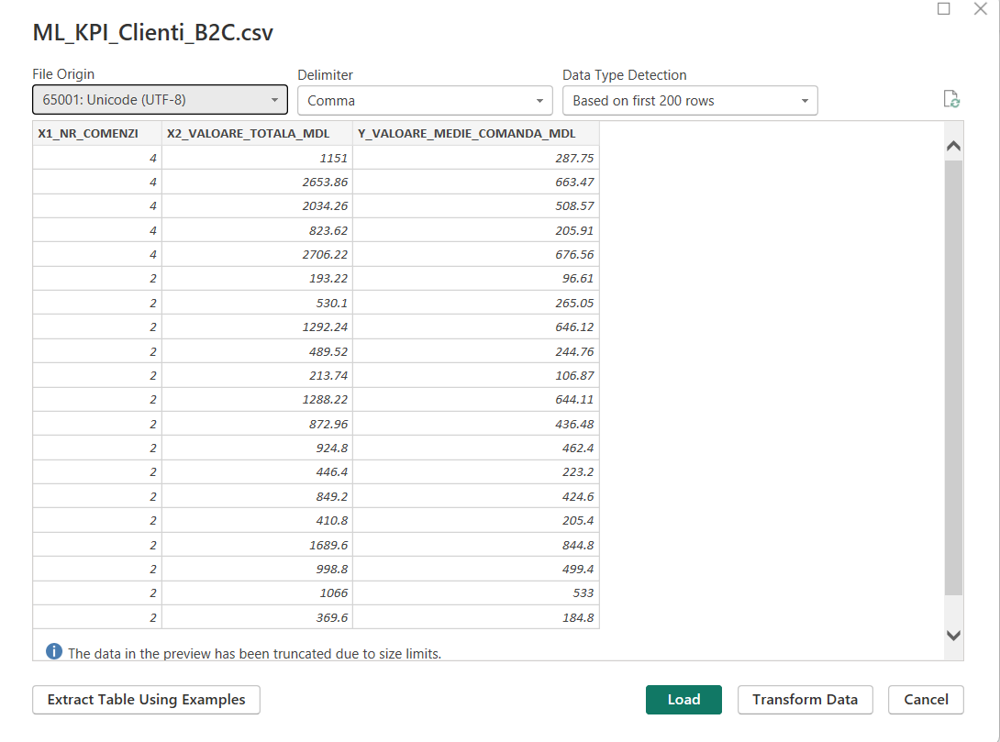 ML_KPI_Clienti_B2C.csv
File Origin Delimiter Data Type Detection
65001: Unicode (UTF-8) Comma Based on first 200 rows
X1_NR_COMENZI X2_VALOARE_TOTALA_MDL Y_VALOARE_MEDIE_COMANDA_MDL
4 1151 287.75
4 2653.86 663.47
4 2034.26 508.57
4 823.62 205.91
4 2706.22 676.56
2 193.22 96.61
2 530.1 265.05
2 1292.24 646.12
2 489.52 244.76
2 213.74 106.87
2 1288.22 644.11
2 872.96 436.48
2 924.8 462.4
2 446.4 223.2
2 849.2 424.6
2 410.8 205.4
2 1689.6 844.8
2 998.8 499.4
2 1066 533
2 369.6 184.8
The data in the preview has been truncated due to size limits.
Extract Table Using Examples Load Transform Data Cancel